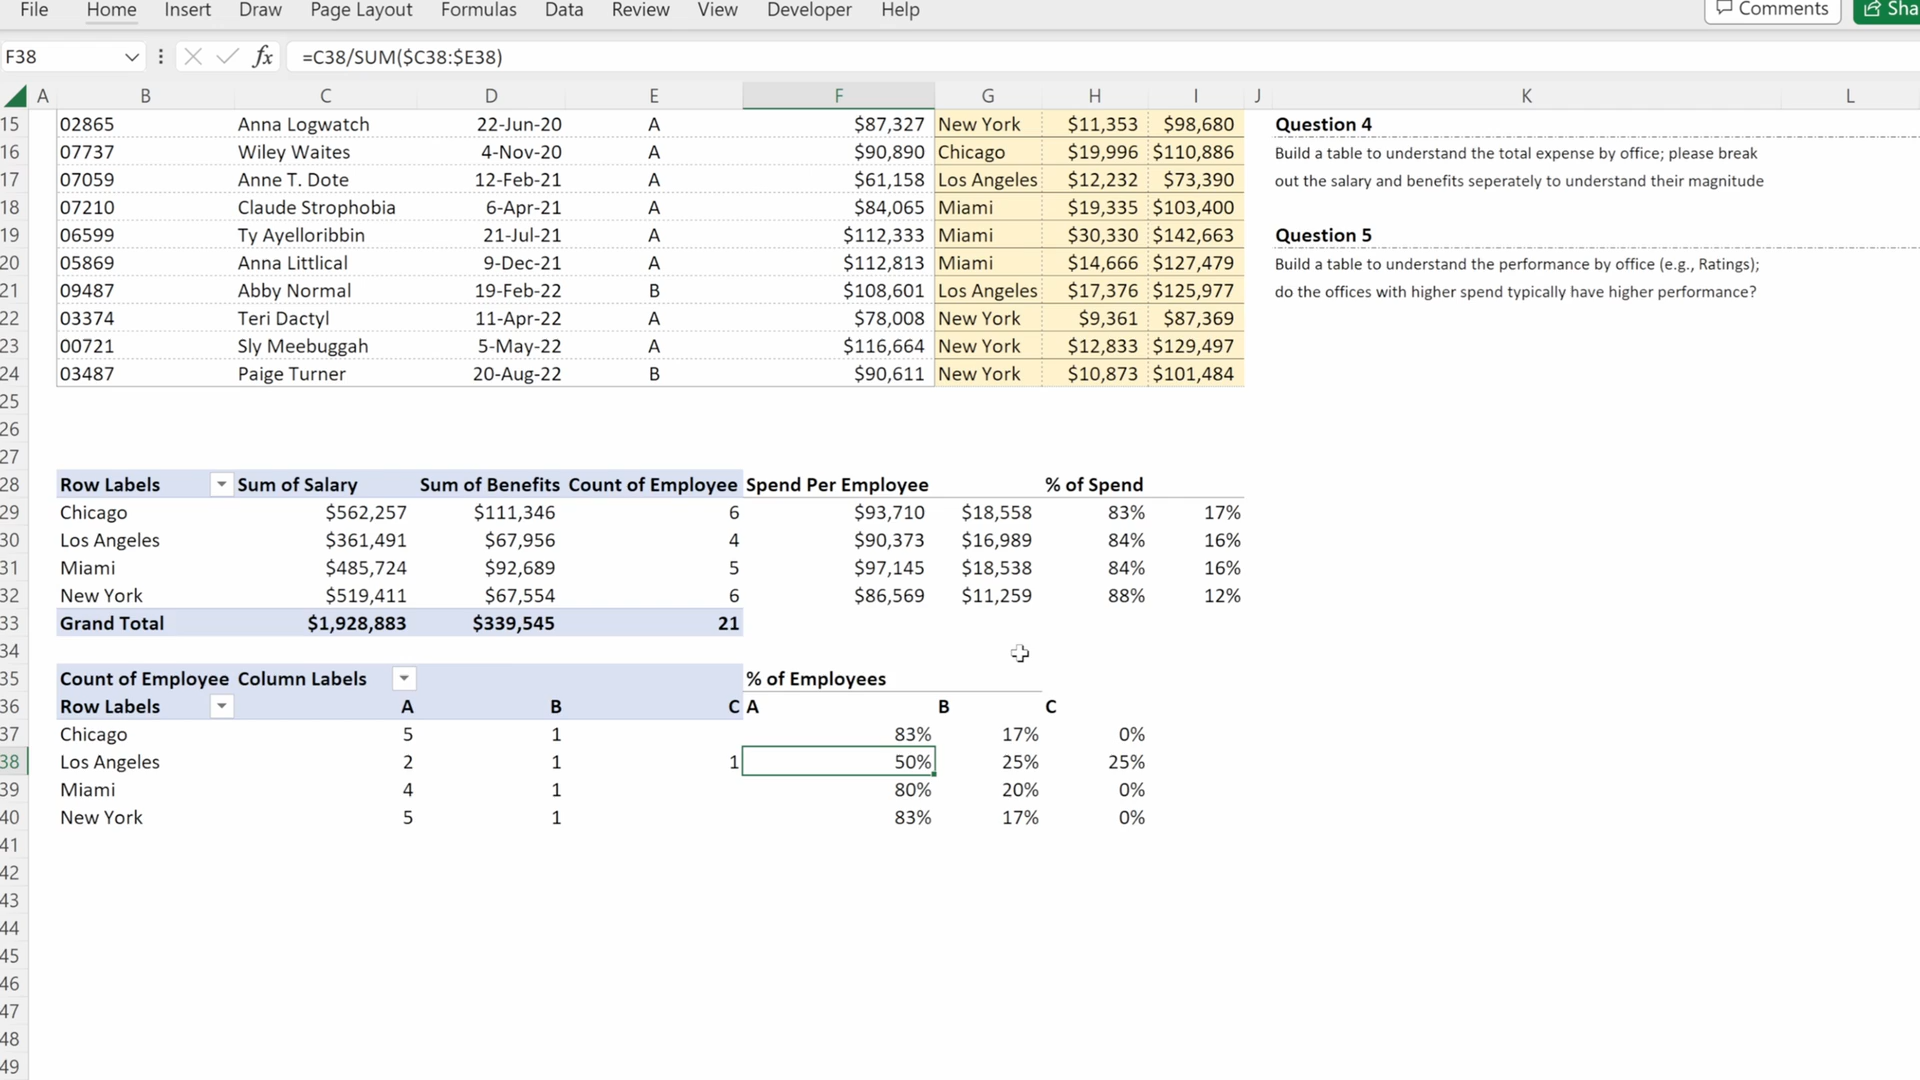 File Home Insert Draw Page Layout Formulas Data Review View Developer Help Comments Sha
F38 fx =C38/SUM($C38:$E38)
A B C D E F G H I J K L
15 02865 Anna Logwatch 22-Jun-20 A $87,327 New York $11,353 $98,680 Question 4
16 07737 Wiley Waites 4-Nov-20 A $90,890 Chicago $19,996 $110,886 Build a table to understand the total expense by office; please break
17 07059 Anne T. Dote 12-Feb-21 A $61,158 Los Angeles $12,232 $73,390 out the salary and benefits seperately to understand their magnitude
18 07210 Claude Strophobia 6-Apr-21 A $84,065 Miami $19,335 $103,400
19 06599 Ty Ayelloribbin 21-Jul-21 A $112,333 Miami $30,330 $142,663 Question 5
20 05869 Anna Littlical 9-Dec-21 A $112,813 Miami $14,666 $127,479 Build a table to understand the performance by office (e.g., Ratings);
21 09487 Abby Normal 19-Feb-22 B $108,601 Los Angeles $17,376 $125,977 do the offices with higher spend typically have higher performance?
22 03374 Teri Dactyl 11-Apr-22 A $78,008 New York $9,361 $87,369
23 00721 Sly Meebuggah 5-May-22 A $116,664 New York $12,833 $129,497
24 03487 Paige Turner 20-Aug-22 B $90,611 New York $10,873 $101,484
25
26
27
28 Row Labels Sum of Salary Sum of Benefits Count of Employee Spend Per Employee % of Spend
29 Chicago $562,257 $111,346 6 $93,710 $18,558 83% 17%
30 Los Angeles $361,491 $67,956 4 $90,373 $16,989 84% 16%
31 Miami $485,724 $92,689 5 $97,145 $18,538 84% 16%
32 New York $519,411 $67,554 6 $86,569 $11,259 88% 12%
33 Grand Total $1,928,883 $339,545 21
34
35 Count of Employee Column Labels % of Employees
36 Row Labels A B C A B C
37 Chicago 5 1 83% 17% 0%
38 Los Angeles 2 1 1 50% 25% 25%
39 Miami 4 1 80% 20% 0%
40 New York 5 1 83% 17% 0%
41
42
43
44
45
46
47
48
49